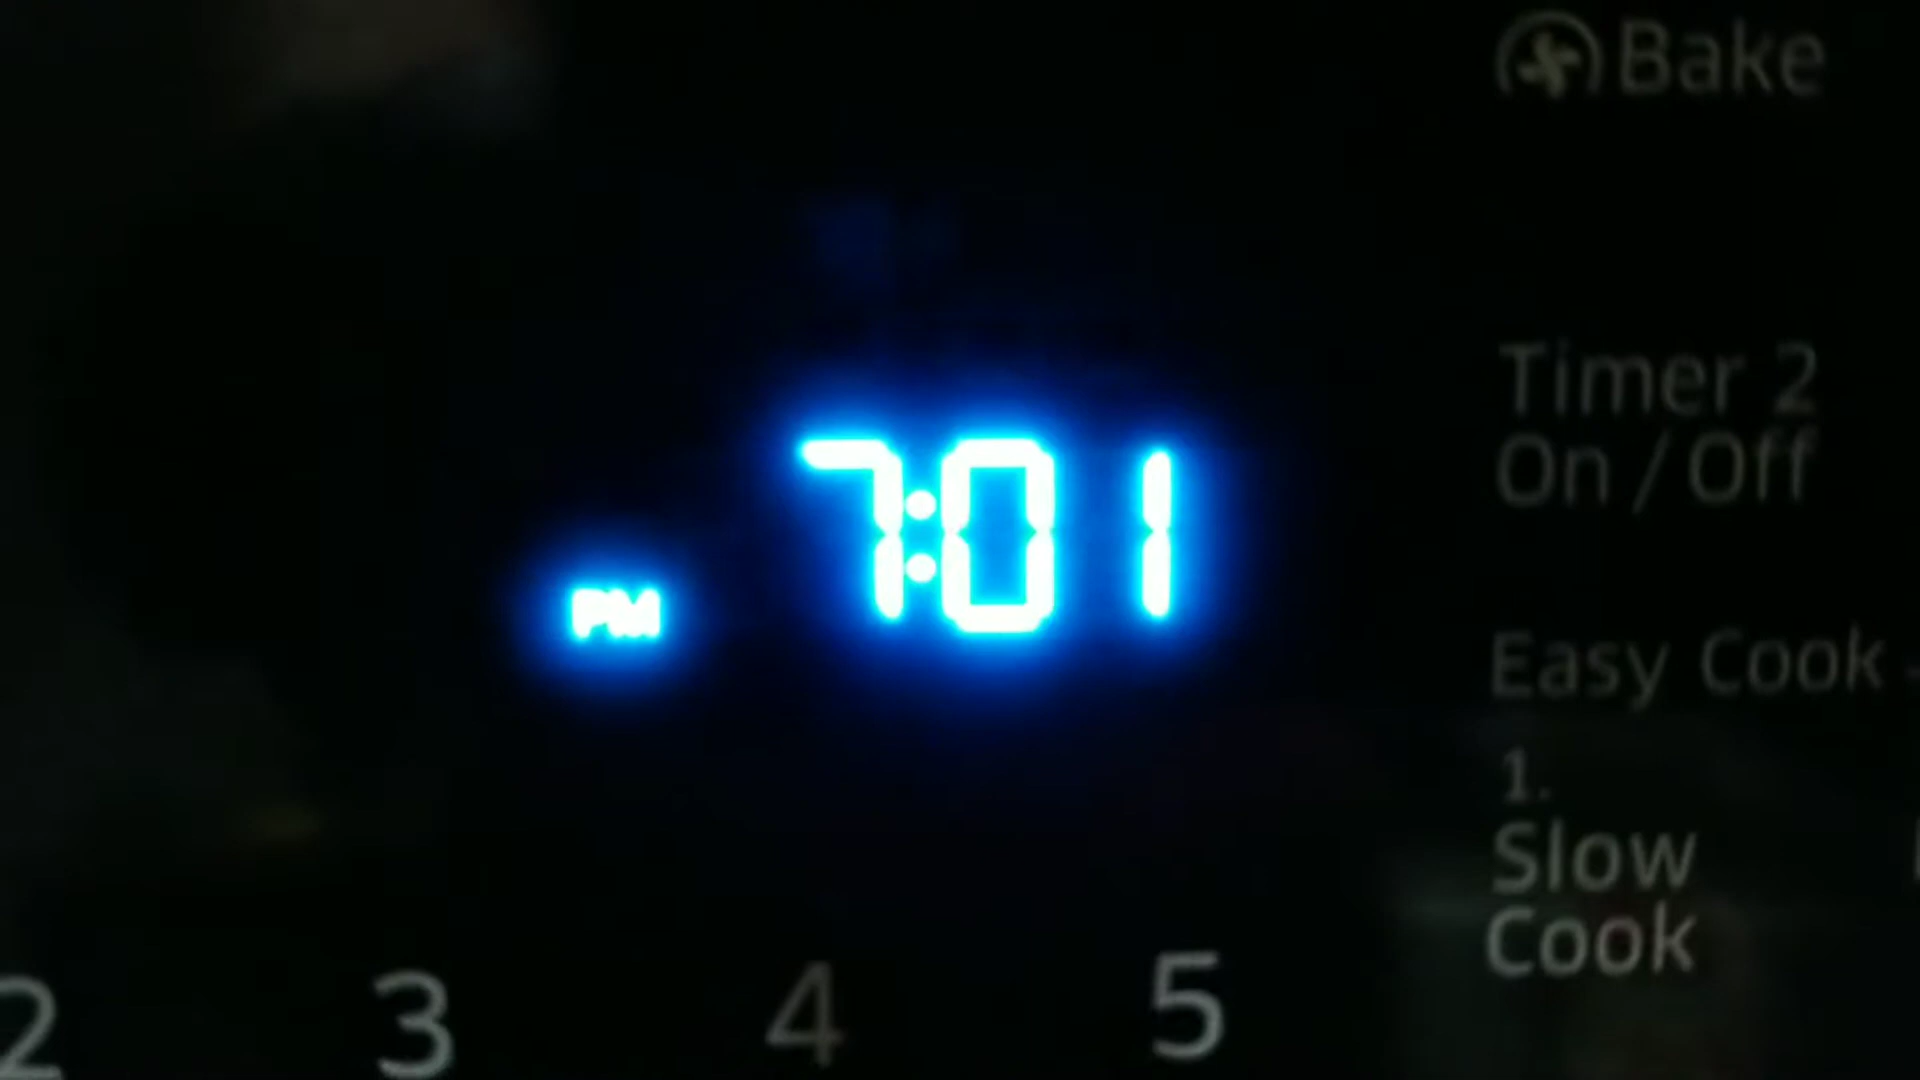 Bake
Timer 2
On / Off
PM 7:01
Easy Cook -
1.
Slow
Cook
2 3 4 5